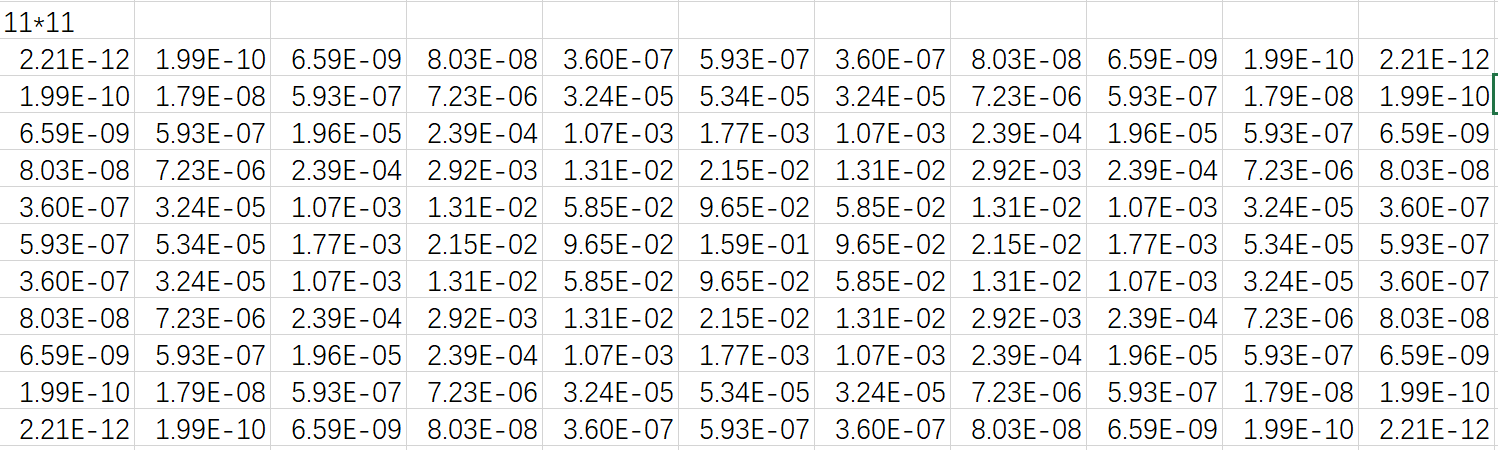 11*11
2.21E-12 1.99E-10 6.59E-09 8.03E-08 3.60E-07 5.93E-07 3.60E-07 8.03E-08 6.59E-09 1.99E-10 2.21E-12
1.99E-10 1.79E-08 5.93E-07 7.23E-06 3.24E-05 5.34E-05 3.24E-05 7.23E-06 5.93E-07 1.79E-08 1.99E-10
6.59E-09 5.93E-07 1.96E-05 2.39E-04 1.07E-03 1.77E-03 1.07E-03 2.39E-04 1.96E-05 5.93E-07 6.59E-09
8.03E-08 7.23E-06 2.39E-04 2.92E-03 1.31E-02 2.15E-02 1.31E-02 2.92E-03 2.39E-04 7.23E-06 8.03E-08
3.60E-07 3.24E-05 1.07E-03 1.31E-02 5.85E-02 9.65E-02 5.85E-02 1.31E-02 1.07E-03 3.24E-05 3.60E-07
5.93E-07 5.34E-05 1.77E-03 2.15E-02 9.65E-02 1.59E-01 9.65E-02 2.15E-02 1.77E-03 5.34E-05 5.93E-07
3.60E-07 3.24E-05 1.07E-03 1.31E-02 5.85E-02 9.65E-02 5.85E-02 1.31E-02 1.07E-03 3.24E-05 3.60E-07
8.03E-08 7.23E-06 2.39E-04 2.92E-03 1.31E-02 2.15E-02 1.31E-02 2.92E-03 2.39E-04 7.23E-06 8.03E-08
6.59E-09 5.93E-07 1.96E-05 2.39E-04 1.07E-03 1.77E-03 1.07E-03 2.39E-04 1.96E-05 5.93E-07 6.59E-09
1.99E-10 1.79E-08 5.93E-07 7.23E-06 3.24E-05 5.34E-05 3.24E-05 7.23E-06 5.93E-07 1.79E-08 1.99E-10
2.21E-12 1.99E-10 6.59E-09 8.03E-08 3.60E-07 5.93E-07 3.60E-07 8.03E-08 6.59E-09 1.99E-10 2.21E-12